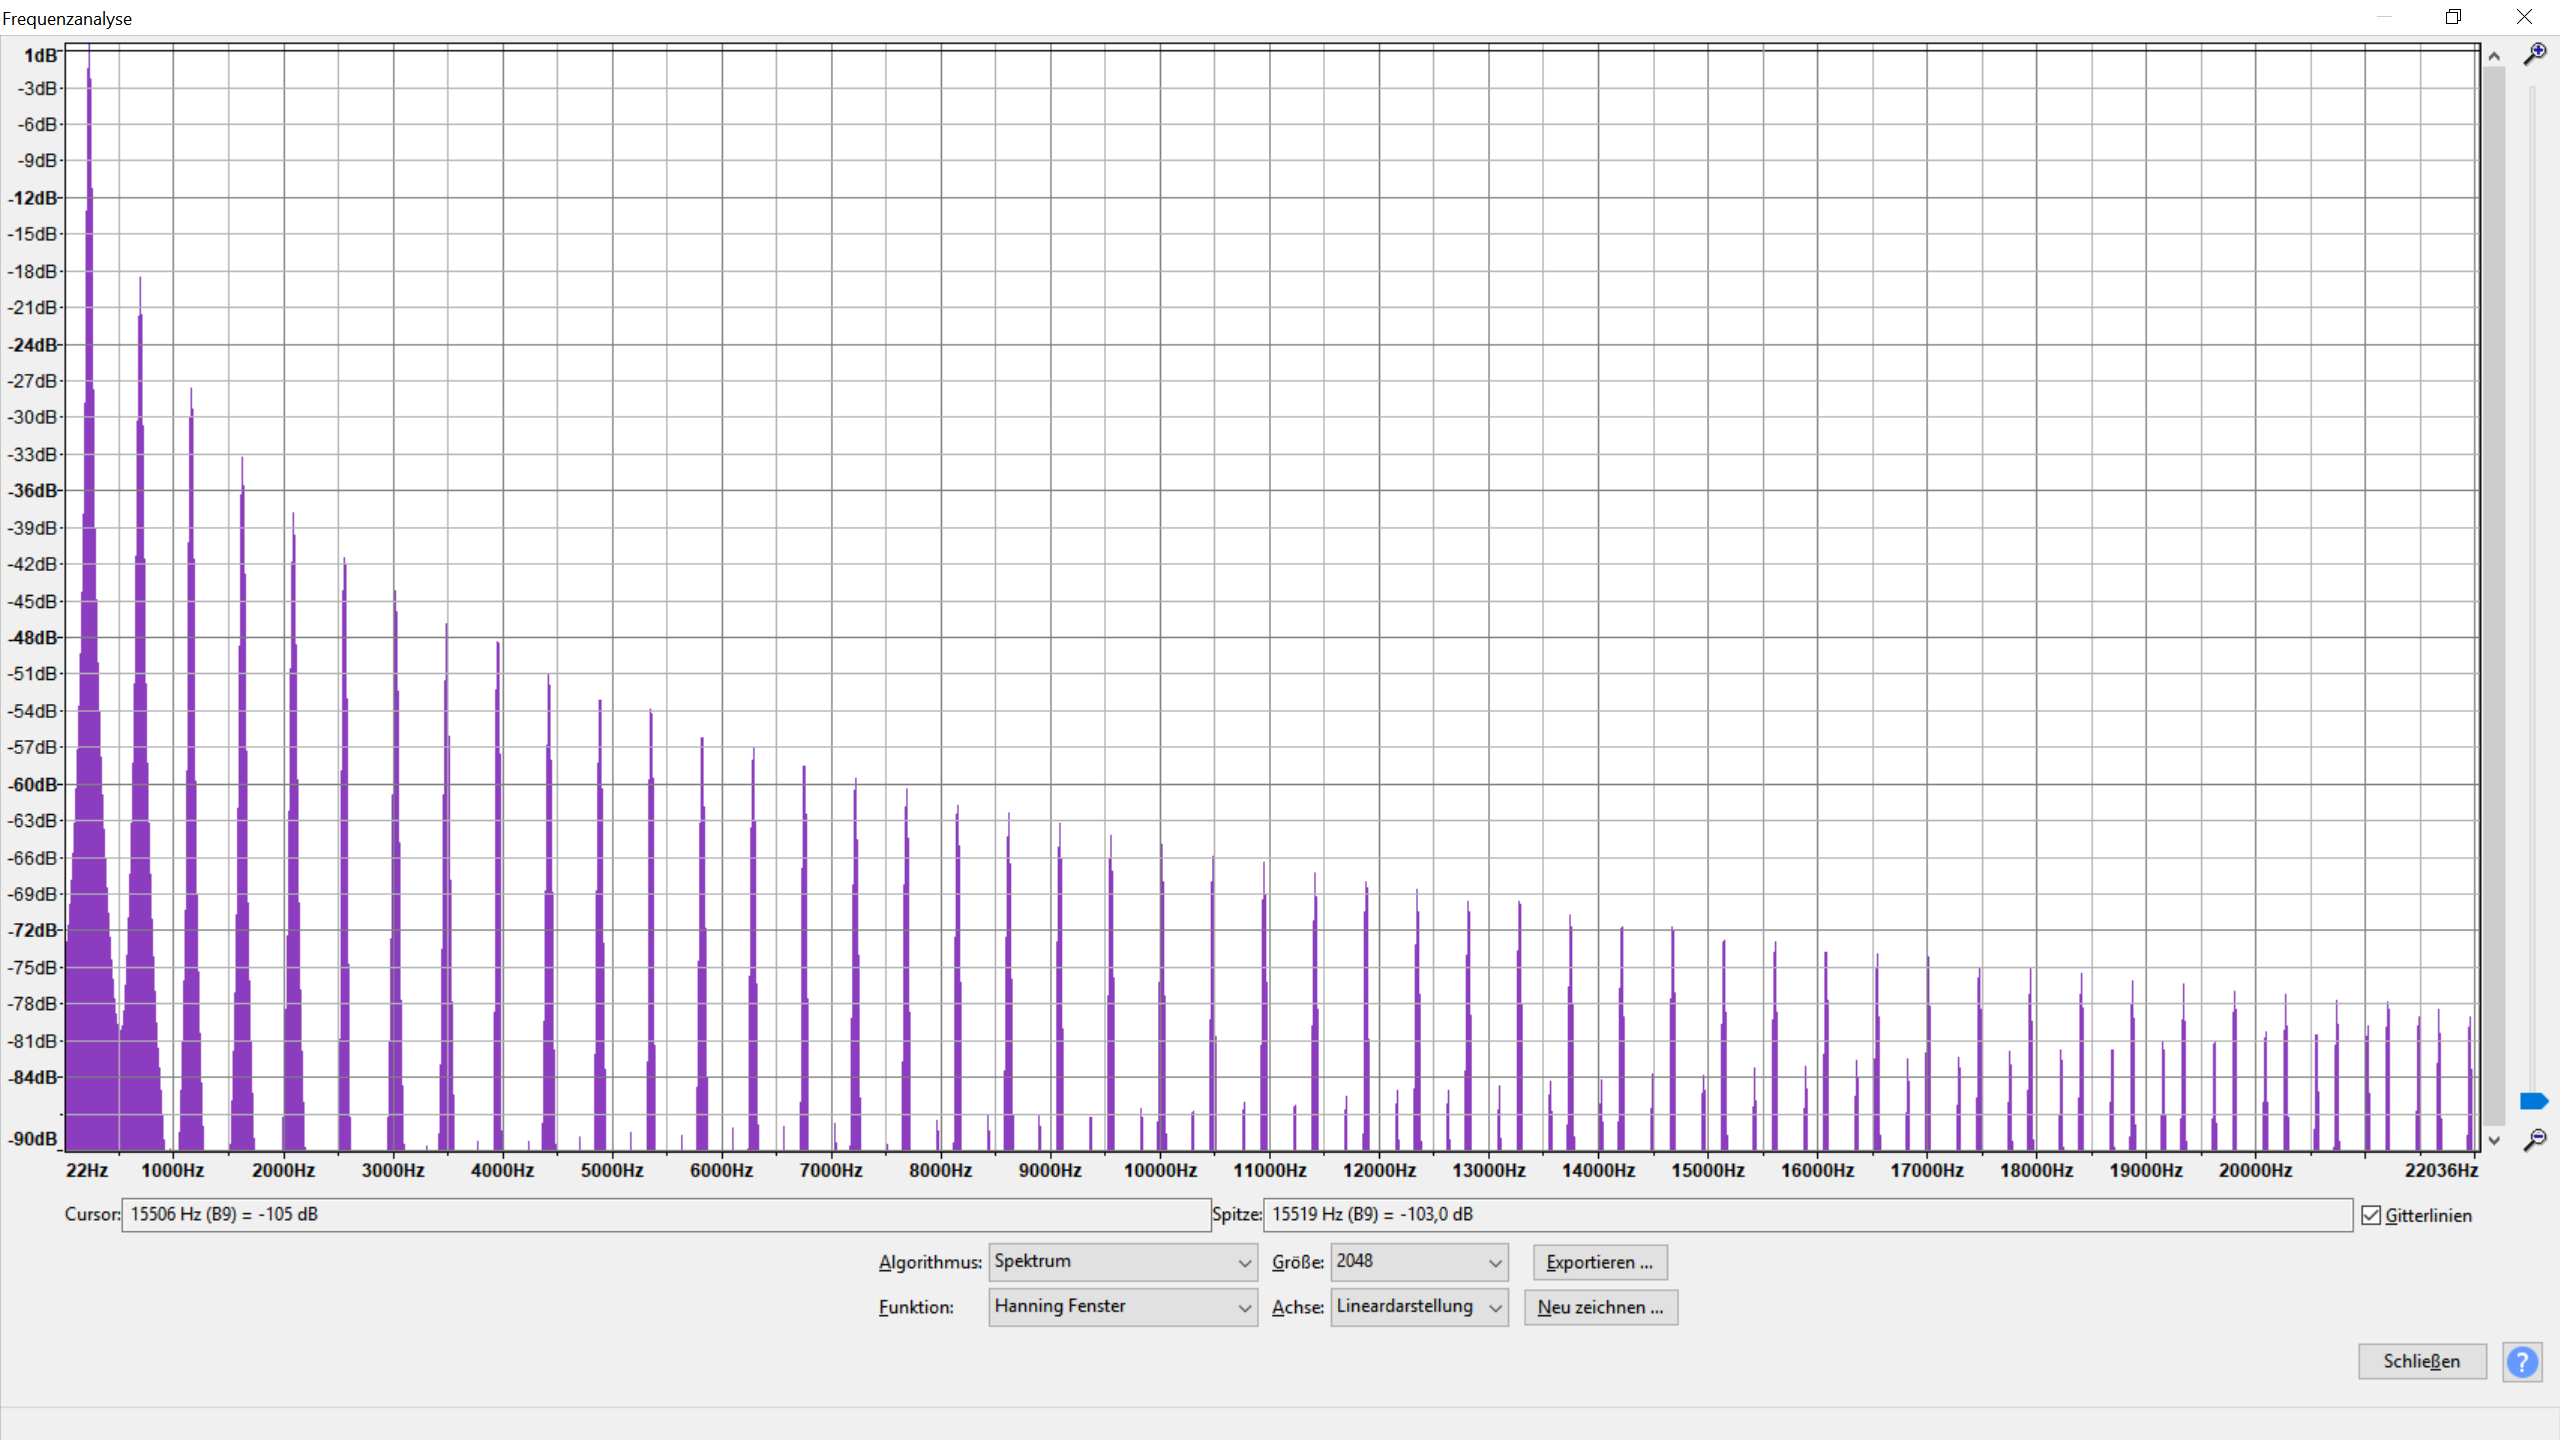 Frequenzanalyse
1dB
-3dB
-6dB
-9dB
-12dB
-15dB
-18dB
-21dB
-24dB
-27dB
-30dB
-33dB
-36dB
-39dB
-42dB
-45dB
-48dB
-51dB
-54dB
-57dB
-60dB
-63dB
-66dB
-69dB
-72dB
-75dB
-78dB
-81dB
-84dB
-90dB
22Hz 1000Hz 2000Hz 3000Hz 4000Hz 5000Hz 6000Hz 7000Hz 8000Hz 9000Hz 10000Hz 11000Hz 12000Hz 13000Hz 14000Hz 15000Hz 16000Hz 17000Hz 18000Hz 19000Hz 20000Hz 22036Hz
Cursor: 15506 Hz (B9) = -105 dB Spitze: 15519 Hz (B9) = -103,0 dB Gitterlinien
Algorithmus: Spektrum Größe: 2048 Exportieren ...
Funktion: Hanning Fenster Achse: Lineardarstellung Neu zeichnen ...
Schließen ?